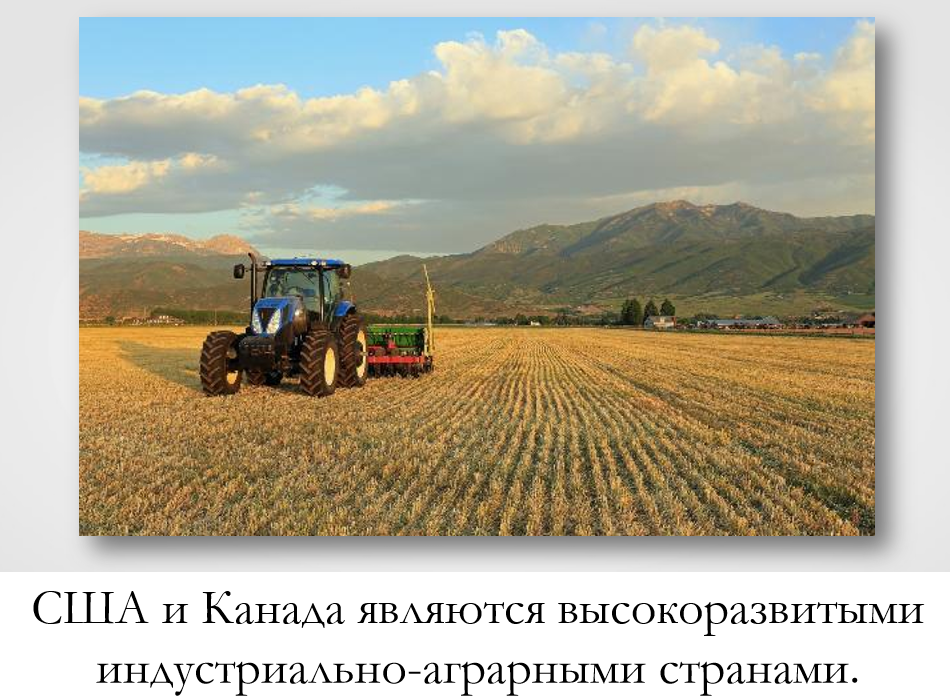 США и Канада являются высокоразвитыми
индустриально-аграрными странами.